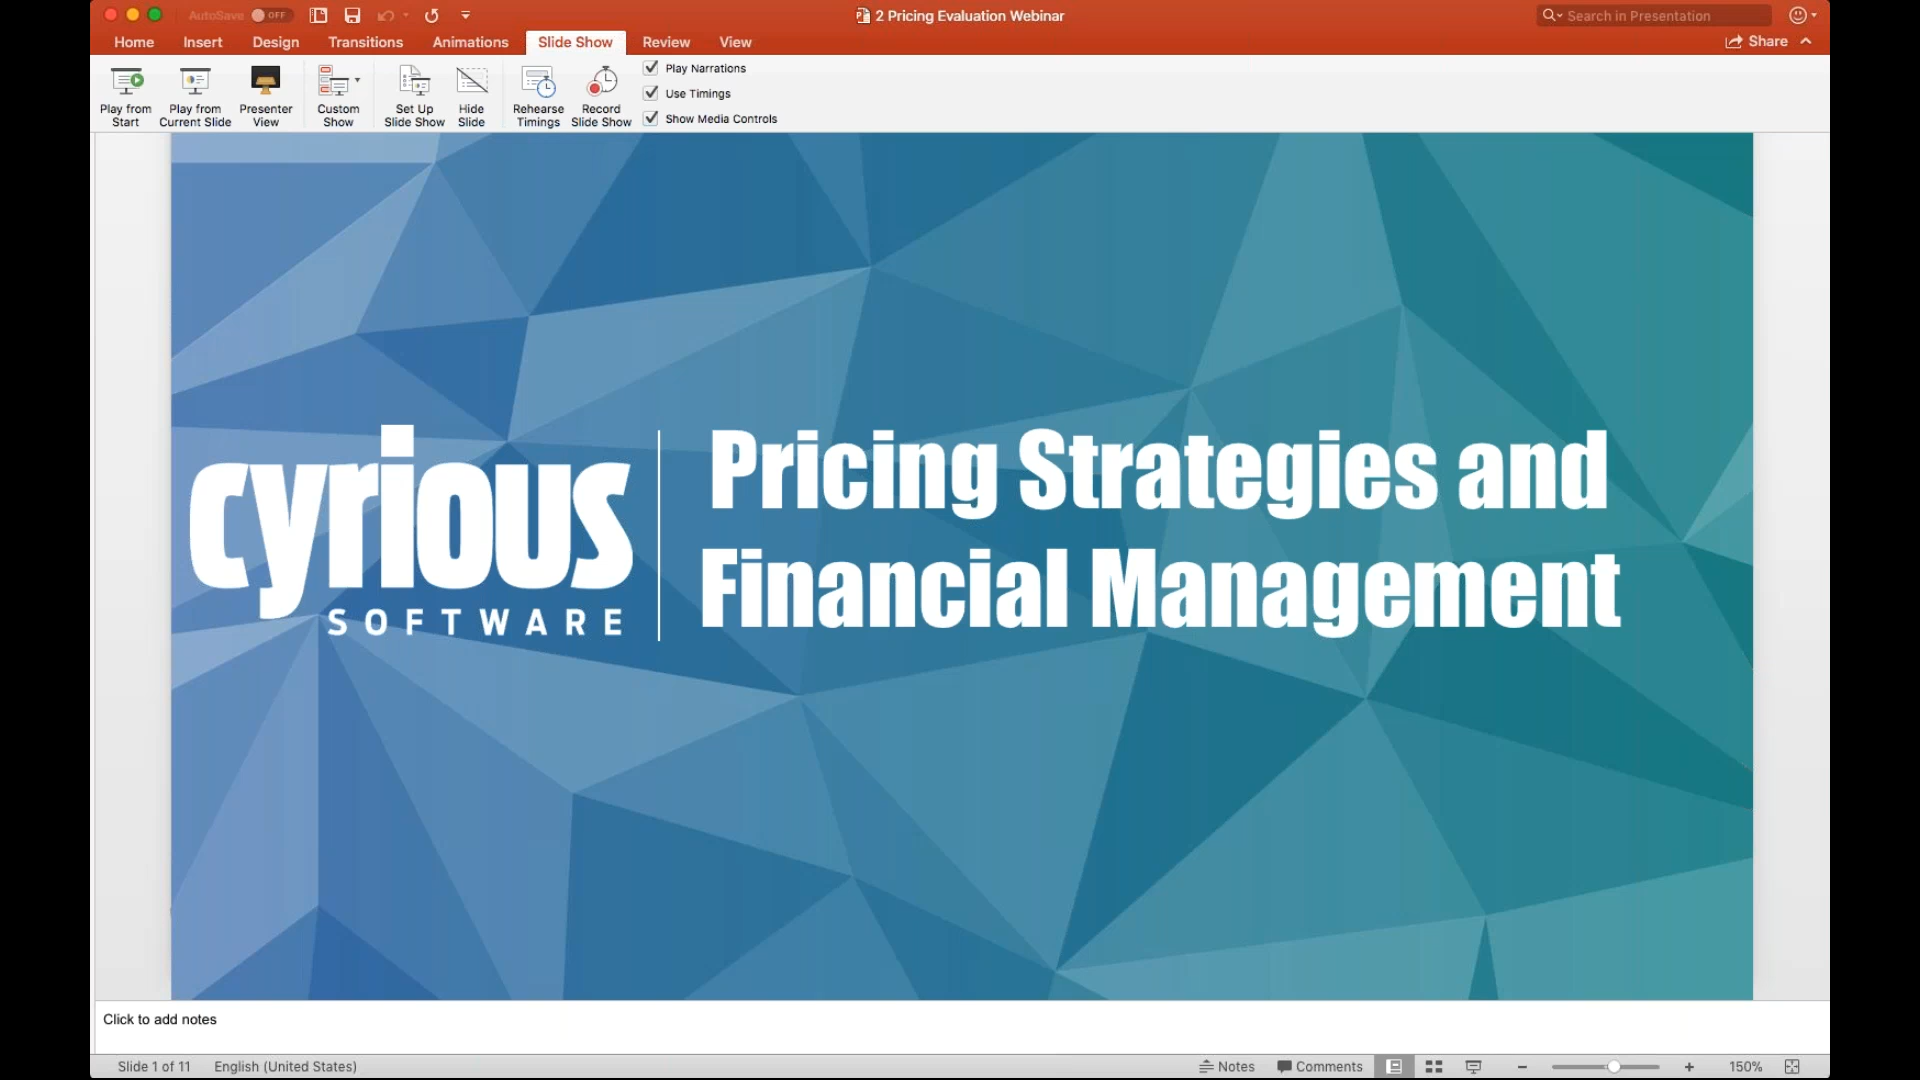 AutoSave OFF
2 Pricing Evaluation Webinar
Search in Presentation
Home Insert Design Transitions Animations Slide Show Review View
Share
Play from Start
Play from Current Slide
Presenter View
Custom Show
Set Up Slide Show
Hide Slide
Rehearse Timings
Record Slide Show
Play Narrations
Use Timings
Show Media Controls
cyrious
SOFTWARE
Pricing Strategies and
Financial Management
Click to add notes
Slide 1 of 11 English (United States) Notes Comments 150%